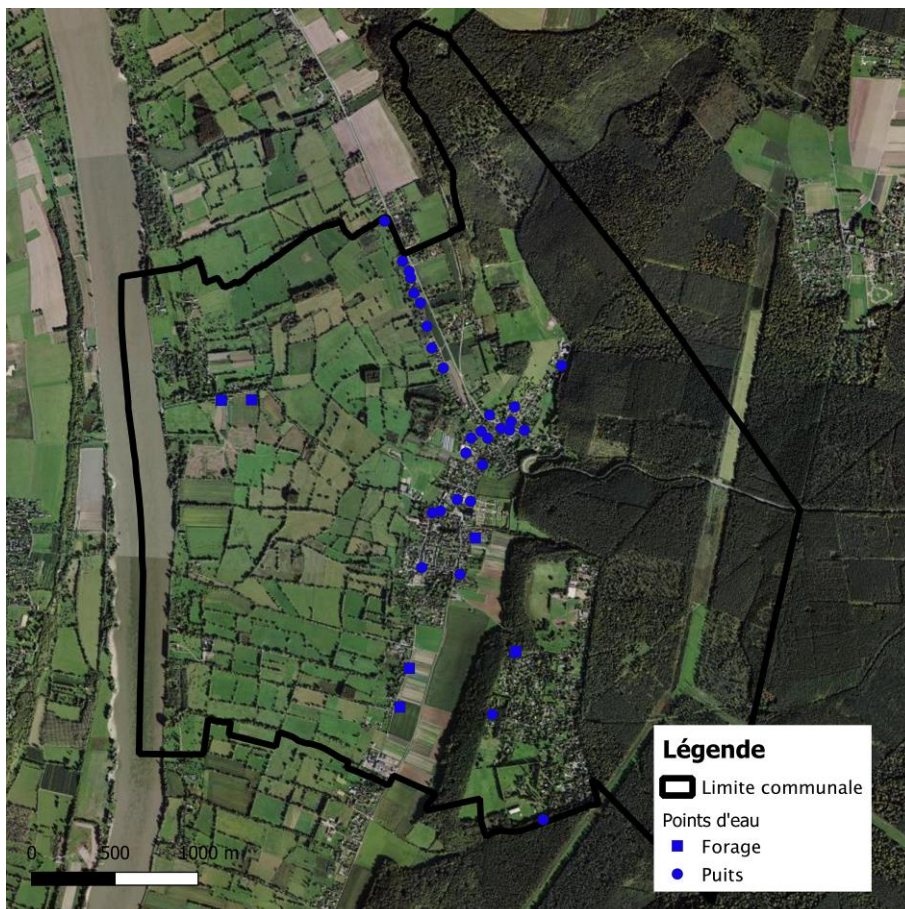 Légende
Limite communale
Points d'eau
Forage
Puits
0 500 1000 m